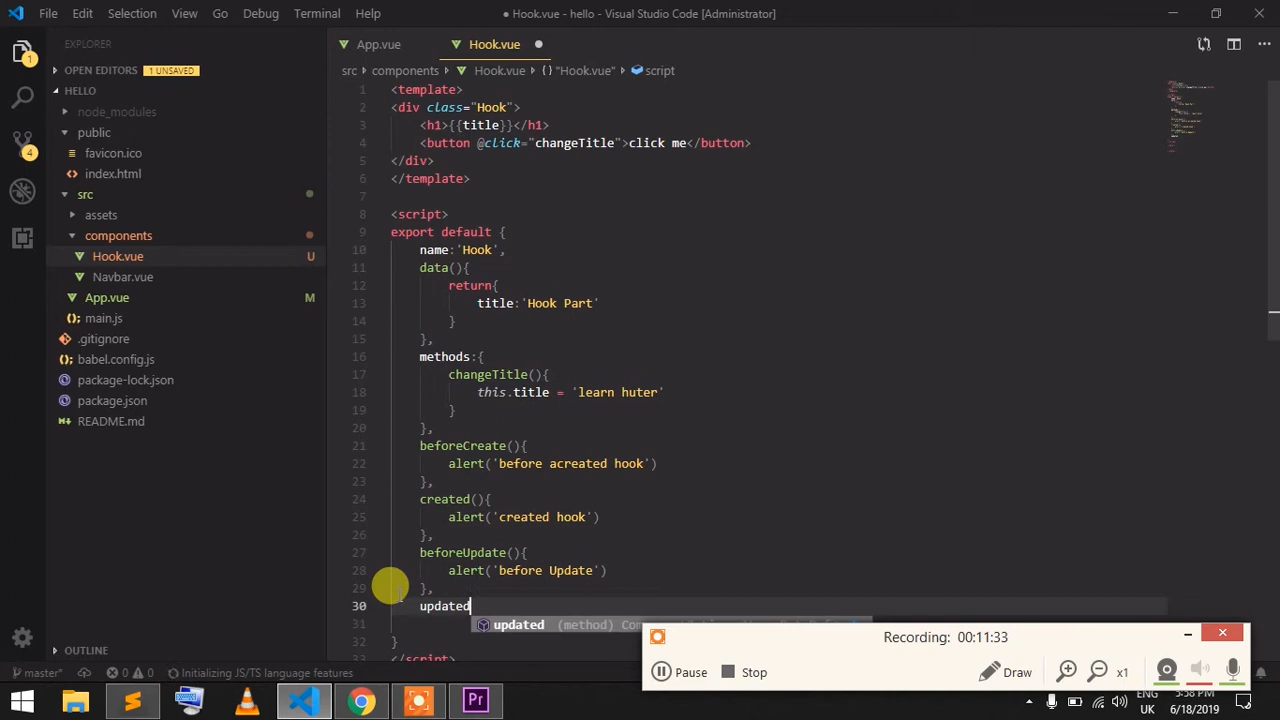 File Edit Selection View Go Debug Terminal Help
● Hook.vue - hello - Visual Studio Code [Administrator]
EXPLORER
OPEN EDITORS 1 UNSAVED
HELLO
node_modules
public
favicon.ico
index.html
src
assets
components
Hook.vue U
Navbar.vue
App.vue M
main.js
.gitignore
babel.config.js
package-lock.json
package.json
README.md
OUTLINE
1
4
App.vue Hook.vue
src components Hook.vue {} "Hook.vue" script
1 <template>
2 <div class="Hook">
3 <h1>{{title}}</h1>
4 <button @click="changeTitle">click me</button>
5 </div>
6 </template>
7
8 <script>
9 export default {
10 name:'Hook',
11 data(){
12 return{
13 title:'Hook Part'
14 }
15 },
16 methods:{
17 changeTitle(){
18 this.title = 'learn huter'
19 }
20 },
21 beforeCreate(){
22 alert('before acreated hook')
23 },
24 created(){
25 alert('created hook')
26 },
27 beforeUpdate(){
28 alert('before Update')
29 },
30 updated
updated (method)
31
32 }
33 </script>
Recording: 00:11:33
Pause Stop Draw x1
master* 0 0 Initializing JS/TS language features
ENG
UK
5:58 PM
6/18/2019